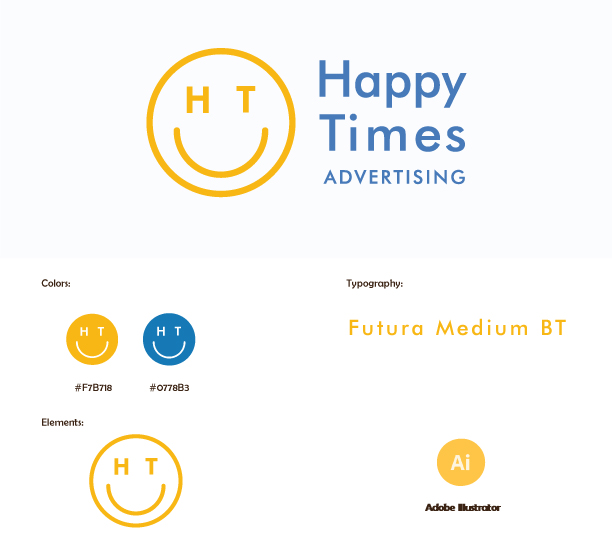 H T
Happy
Times
ADVERTISING
Colors:
Typography:
H T
H T
Futura Medium BT
#F7B718
#0778B3
Elements:
H T
Ai
Adobe Illustrator